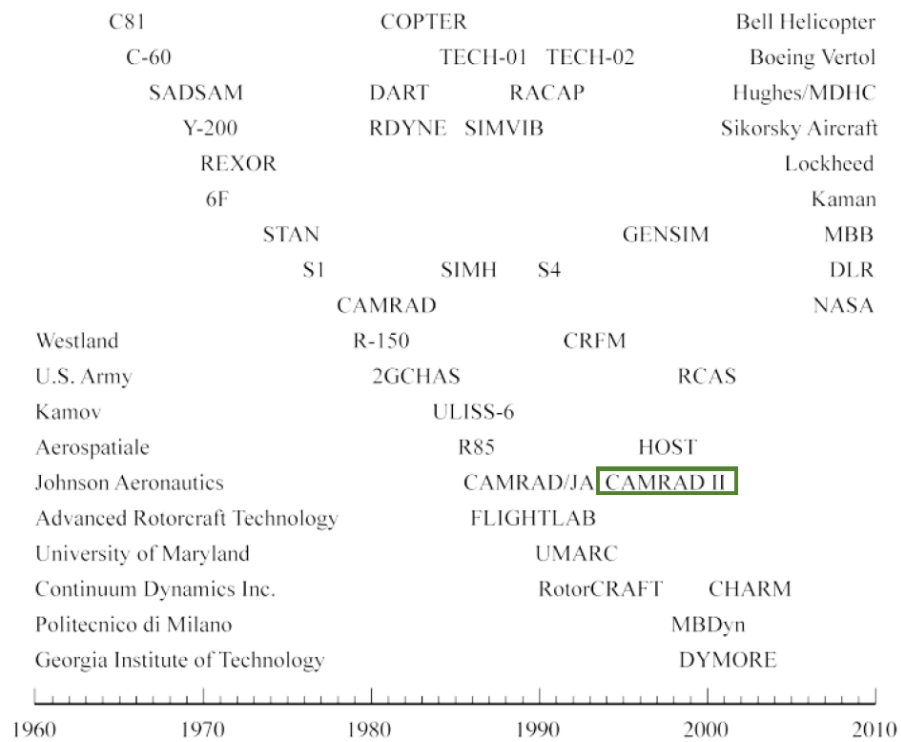 C81 COPTER Bell Helicopter
C-60 TECH-01 TECH-02 Boeing Vertol
SADSAM DART RACAP Hughes/MDHC
Y-200 RDYNE SIMVIB Sikorsky Aircraft
REXOR Lockheed
6F Kaman
STAN GENSIM MBB
S1 SIMH S4 DLR
CAMRAD NASA
Westland R-150 CRFM
U.S. Army 2GCHAS RCAS
Kamov ULISS-6
Aerospatiale R85 HOST
Johnson Aeronautics CAMRAD/JA CAMRAD II
Advanced Rotorcraft Technology FLIGHTLAB
University of Maryland UMARC
Continuum Dynamics Inc. RotorCRAFT CHARM
Politecnico di Milano MBDyn
Georgia Institute of Technology DYMORE
1960 1970 1980 1990 2000 2010